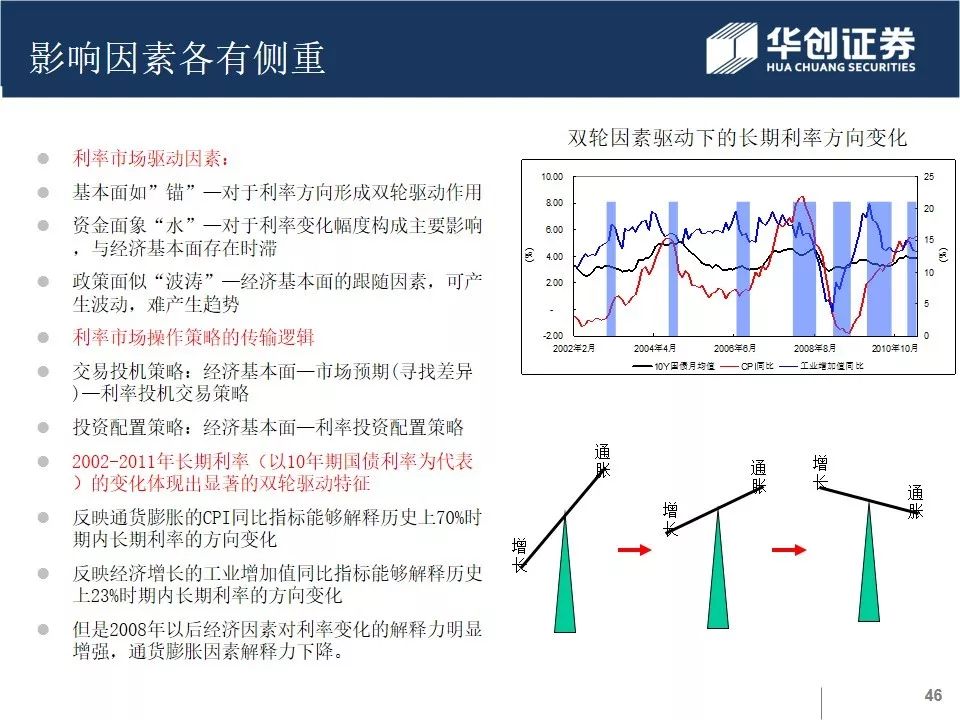 影响因素各有侧重
华创证券
HUA CHUANG SECURITIES
利率市场驱动因素：
基本面如”锚”—对于利率方向形成双轮驱动作用
资金面象“水”—对于利率变化幅度构成主要影响
，与经济基本面存在时滞
政策面似“波涛”—经济基本面的跟随因素，可产
生波动，难产生趋势
利率市场操作策略的传输逻辑
交易投机策略：经济基本面—市场预期(寻找差异
)—利率投机交易策略
投资配置策略：经济基本面—利率投资配置策略
2002-2011年长期利率（以10年期国债利率为代表
）的变化体现出显著的双轮驱动特征
反映通货膨胀的CPI同比指标能够解释历史上70%时
期内长期利率的方向变化
反映经济增长的工业增加值同比指标能够解释历史
上23%时期内长期利率的方向变化
但是2008年以后经济因素对利率变化的解释力明显
增强，通货膨胀因素解释力下降。
双轮因素驱动下的长期利率方向变化
10.00
8.00
6.00
4.00
2.00
-
-2.00
(%)
25
20
15
10
5
0
(%)
2002年2月 2004年4月 2006年6月 2008年8月 2010年10月
10Y国债月均值 CPI同比 工业增加值同比
通胀
增长
通胀
增长
增长
通胀
46